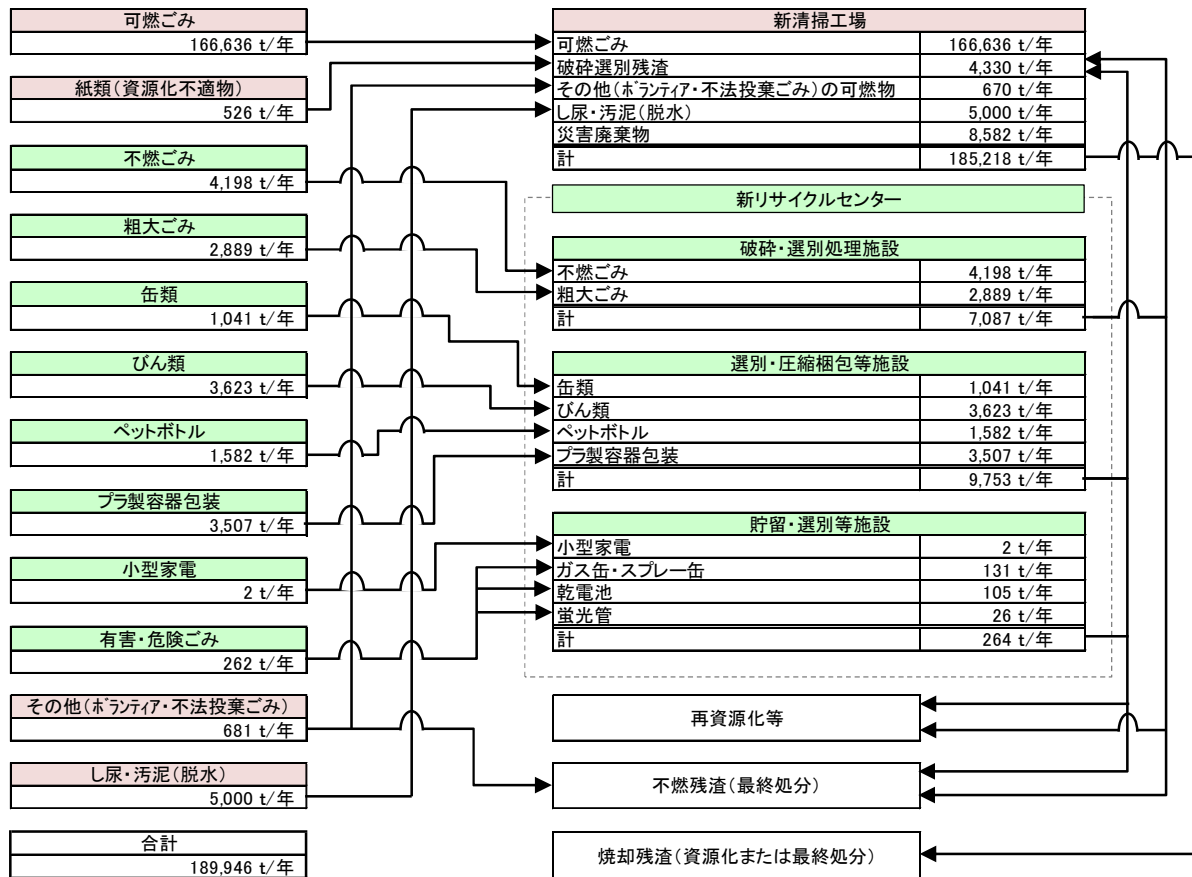 可燃ごみ
166,636 t/年
紙類(資源化不適物)
526 t/年
不燃ごみ
4,198 t/年
粗大ごみ
2,889 t/年
缶類
1,041 t/年
びん類
3,623 t/年
ペットボトル
1,582 t/年
プラ製容器包装
3,507 t/年
小型家電
2 t/年
有害・危険ごみ
262 t/年
その他(ボランティア・不法投棄ごみ)
681 t/年
し尿・汚泥(脱水)
5,000 t/年
合計
189,946 t/年
新清掃工場
可燃ごみ 166,636 t/年
破砕選別残渣 4,330 t/年
その他(ボランティア・不法投棄ごみ)の可燃物 670 t/年
し尿・汚泥(脱水) 5,000 t/年
災害廃棄物 8,582 t/年
計 185,218 t/年
新リサイクルセンター
破砕・選別処理施設
不燃ごみ 4,198 t/年
粗大ごみ 2,889 t/年
計 7,087 t/年
選別・圧縮梱包等施設
缶類 1,041 t/年
びん類 3,623 t/年
ペットボトル 1,582 t/年
プラ製容器包装 3,507 t/年
計 9,753 t/年
貯留・選別等施設
小型家電 2 t/年
ガス缶・スプレー缶 131 t/年
乾電池 105 t/年
蛍光管 26 t/年
計 264 t/年
再資源化等
不燃残渣(最終処分)
焼却残渣(資源化または最終処分)